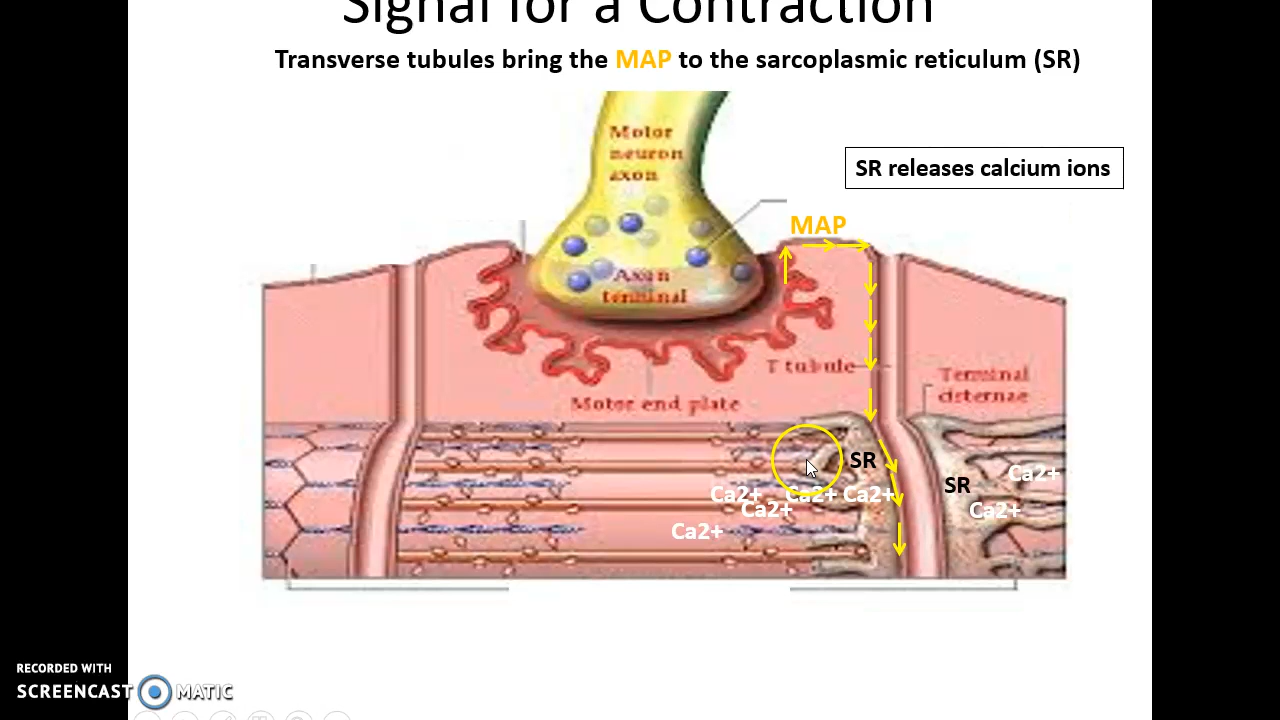 Signal for a Contraction
Transverse tubules bring the MAP to the sarcoplasmic reticulum (SR)
Motor
neuron
axon
SR releases calcium ions
MAP
Axon
terminal
T tubule
Terminal
cisternae
Motor end plate
SR
Ca2+
SR
Ca2+
Ca2+
Ca2+
Ca2+
Ca2+
Ca2+
RECORDED WITH
SCREENCAST MATIC